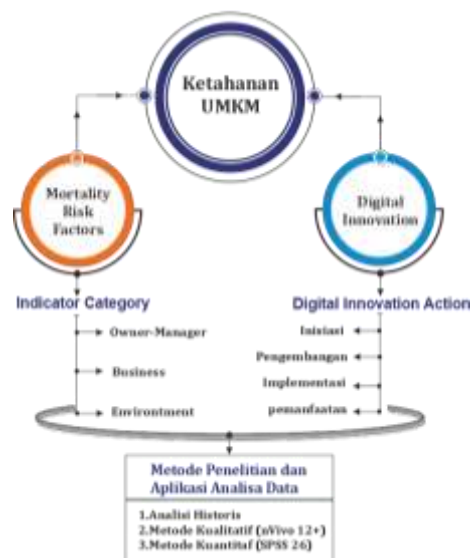 Ketahanan
UMKM
Mortality
Risk
Factors
Digital
Innovation
Indicator Category
Owner-Manager
Business
Environtment
Digital Innovation Action
Inisiasi
Pengembangan
Implementasi
pemanfaatan
Metode Penelitian dan
Aplikasi Analisa Data
1.Analisi Historis
2.Metode Kualitatif (nVivo 12+)
3.Metode Kuantitaf (SPSS 26)